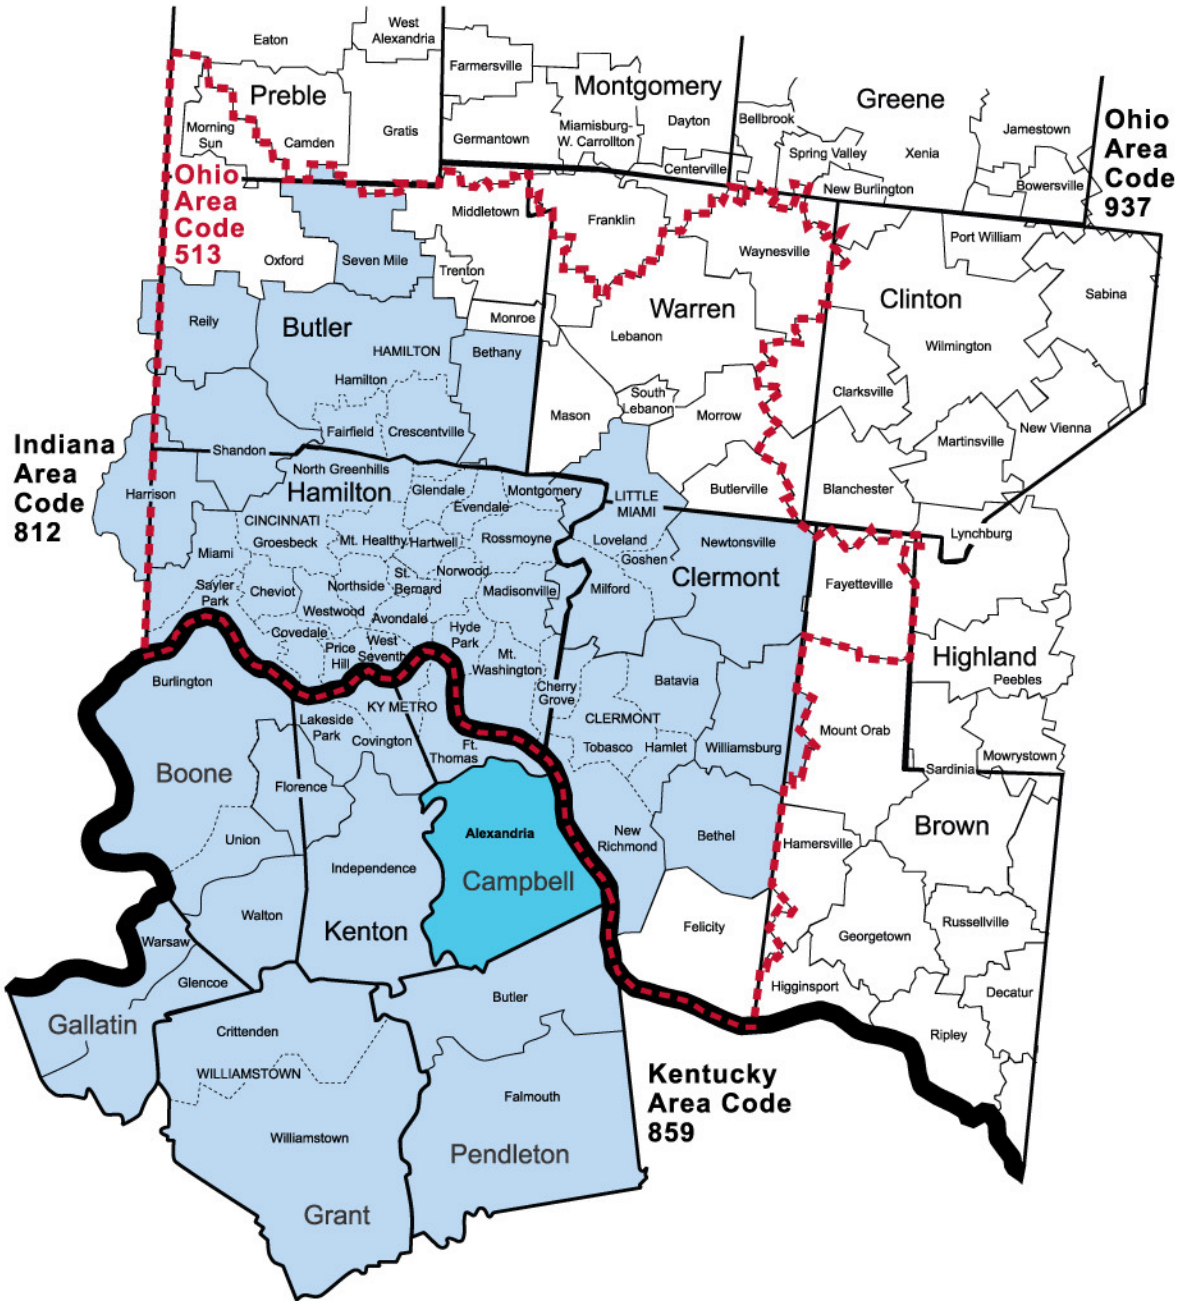 West
Alexandria
Eaton
Farmersville
Montgomery
Preble
Greene
Morning
Sun
Camden
Gratis
Germantown
Miamisburg-
W. Carrollton
Dayton
Bellbrook
Jamestown
Centerville
Spring Valley
Xenia
New Burlington
Bowersville
Ohio
Area
Code
937
Ohio
Area
Code
513
Middletown
Franklin
Waynesville
Port William
Oxford
Seven Mile
Trenton
Sabina
Reily
Butler
Monroe
Warren
Clinton
HAMILTON
Bethany
Lebanon
Wilmington
Hamilton
South
Lebanon
Clarksville
Fairfield
Crescentville
Mason
Morrow
Martinsville
New Vienna
Indiana
Area
Code
812
Shandon
North Greenhills
Harrison
Hamilton
Glendale
Montgomery
LITTLE
MIAMI
Butlerville
Blanchester
Evendale
CINCINNATI
Groesbeck
Mt. Healthy
Hartwell
Rossmoyne
Loveland
Goshen
Newtonsville
Lynchburg
Miami
Sayler
Park
Cheviot
Northside
St.
Bernard
Norwood
Madisonville
Milford
Clermont
Fayetteville
Westwood
Avondale
Covedale
Price
Hill
West
Seventh
Hyde
Park
Mt.
Washington
Cherry
Grove
Batavia
Highland
Peebles
Burlington
KY METRO
Lakeside
Park
Covington
Ft.
Thomas
CLERMONT
Tobasco
Hamlet
Williamsburg
Mount Orab
Mowrystown
Sardinia
Boone
Florence
Union
Alexandria
New
Richmond
Bethel
Hamersville
Brown
Independence
Campbell
Walton
Kenton
Felicity
Georgetown
Russellville
Warsaw
Glencoe
Butler
Higginsport
Decatur
Gallatin
Crittenden
Ripley
WILLIAMSTOWN
Kentucky
Area Code
859
Falmouth
Williamstown
Pendleton
Grant